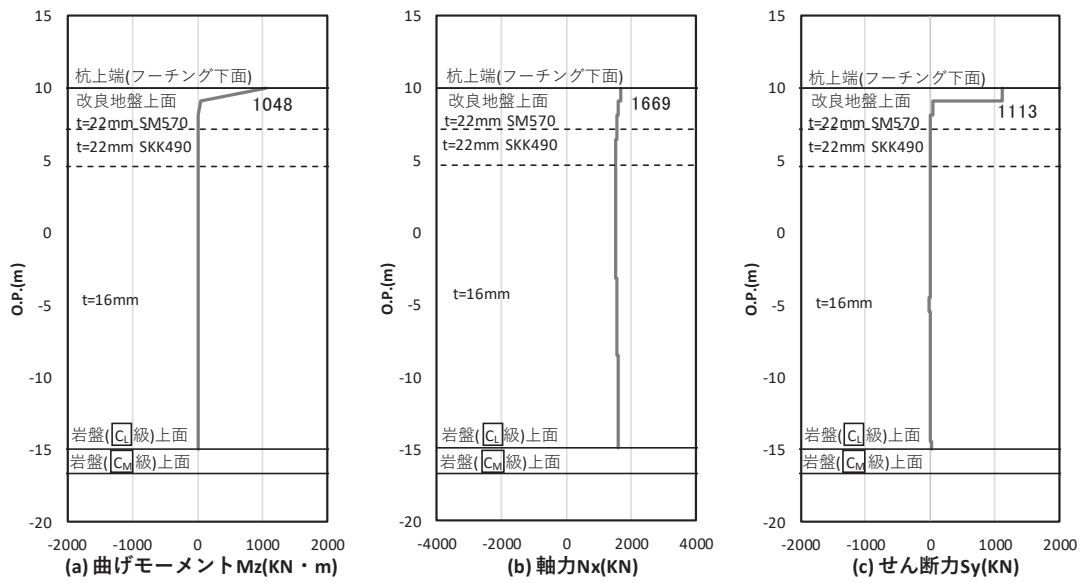 15
10
5
0
-5
-10
-15
-20
O.P.(m)
杭上端(フーチング下面)
改良地盤上面
1048
t=22mm SM570
t=22mm SKK490
t=16mm
岩盤(CL級)上面
岩盤(CM級)上面
-2000 -1000 0 1000 2000
(a) 曲げモーメントMz(KN・m)
15
10
5
0
-5
-10
-15
-20
O.P.(m)
杭上端(フーチング下面)
改良地盤上面
1669
t=22mm SM570
t=22mm SKK490
t=16mm
岩盤(CL級)上面
岩盤(CM級)上面
-4000 -2000 0 2000 4000
(b) 軸力Nx(KN)
15
10
5
0
-5
-10
-15
-20
O.P.(m)
杭上端(フーチング下面)
改良地盤上面
1113
t=22mm SM570
t=22mm SKK490
t=16mm
岩盤(CL級)上面
岩盤(CM級)上面
-2000 -1000 0 1000 2000
(c) せん断力Sy(KN)